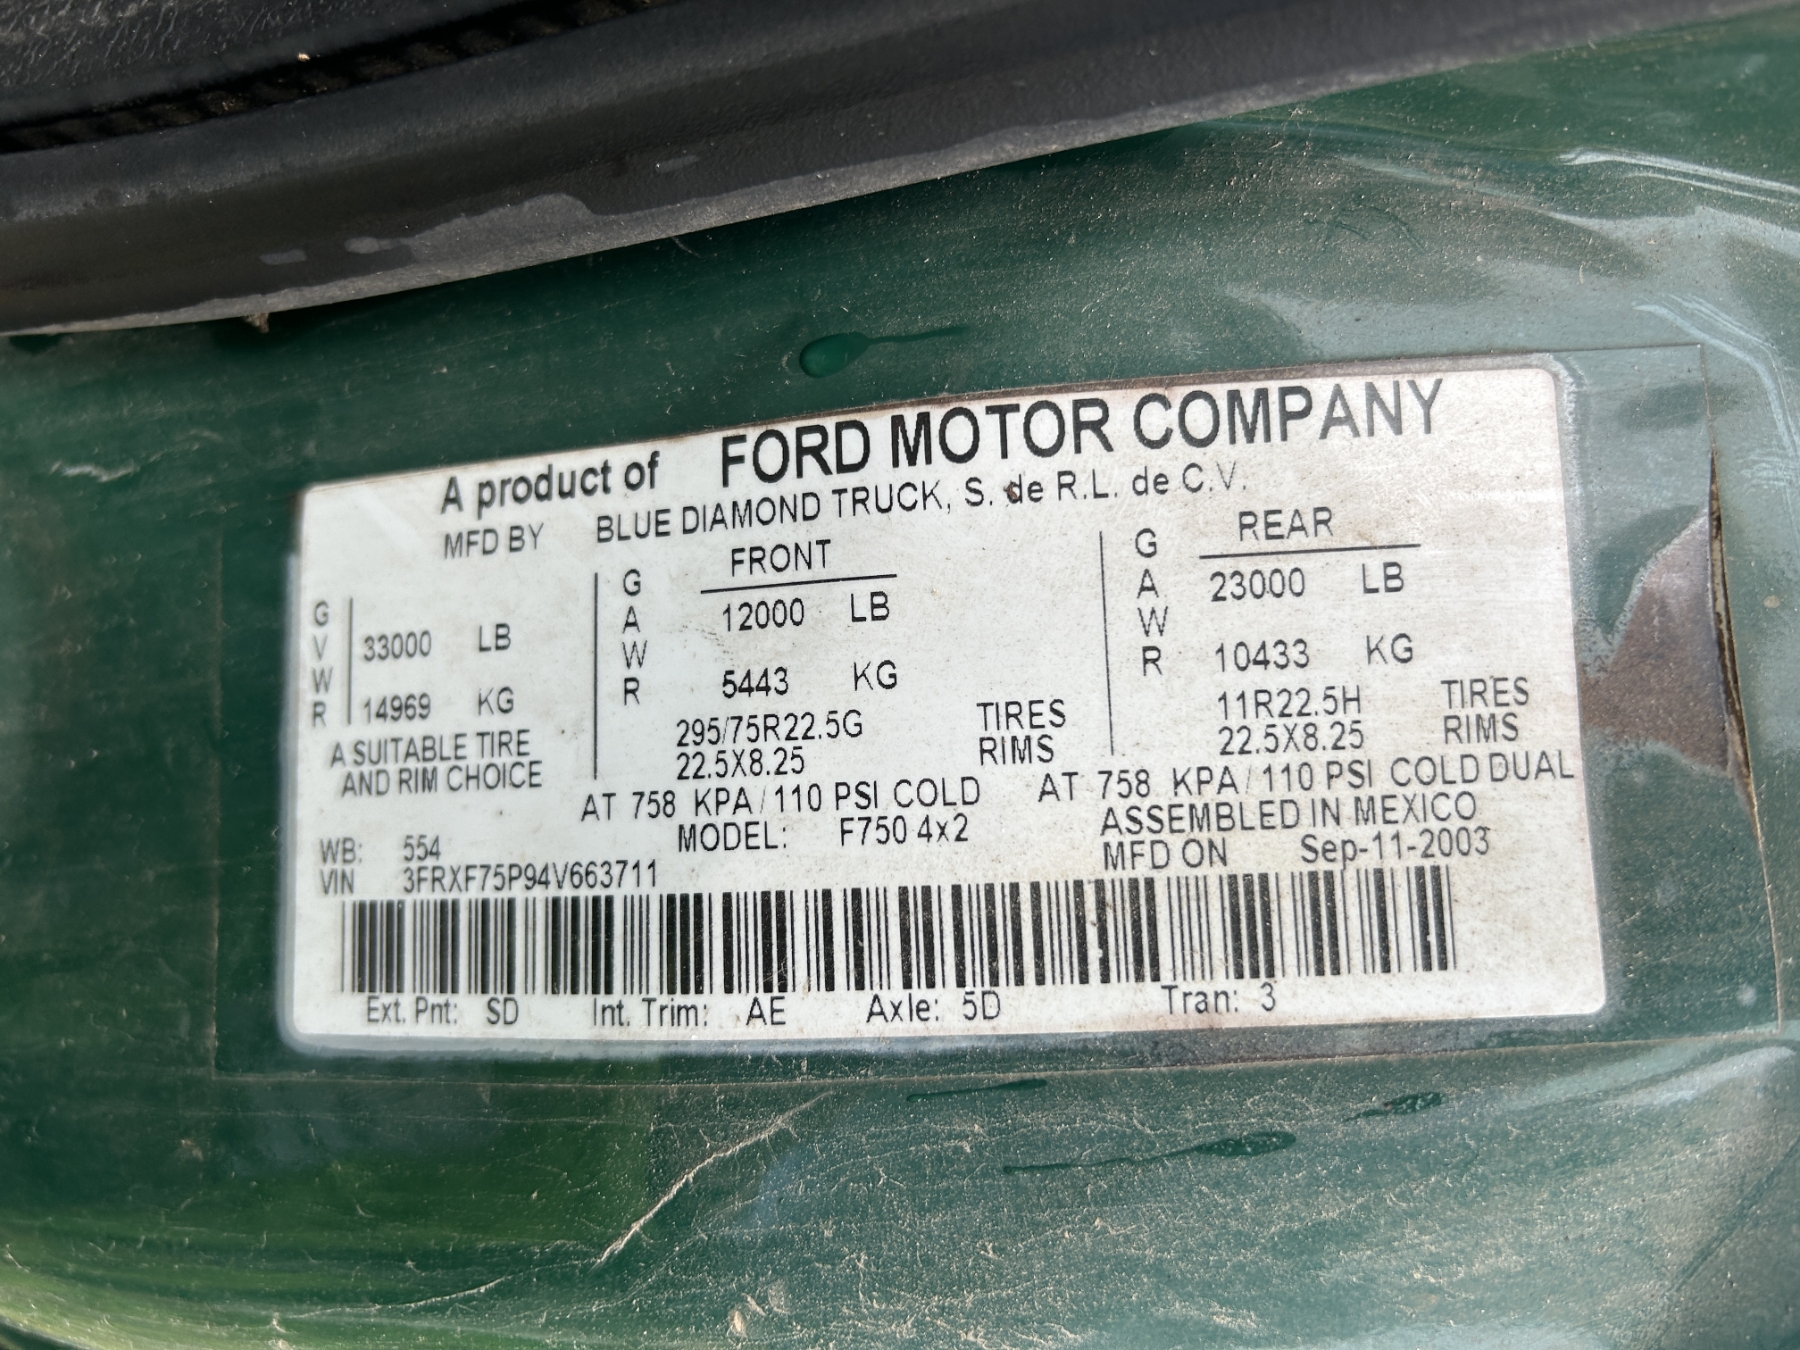 A product of FORD MOTOR COMPANY
MFD BY BLUE DIAMOND TRUCK, S. de R.L. de C.V.
GVWR 33000 LB 14969 KG
A SUITABLE TIRE
AND RIM CHOICE
GAWR FRONT
12000 LB
5443 KG
295/75R22.5G TIRES
22.5X8.25 RIMS
AT 758 KPA/110 PSI COLD
GAWR REAR
23000 LB
10433 KG
11R22.5H TIRES
22.5X8.25 RIMS
AT 758 KPA/110 PSI COLD DUAL
MODEL: F750 4x2
ASSEMBLED IN MEXICO
WB: 554
MFD ON Sep-11-2003
VIN 3FRXF75P94V663711
Ext. Pnt: SD Int. Trim: AE Axle: 5D Tran: 3